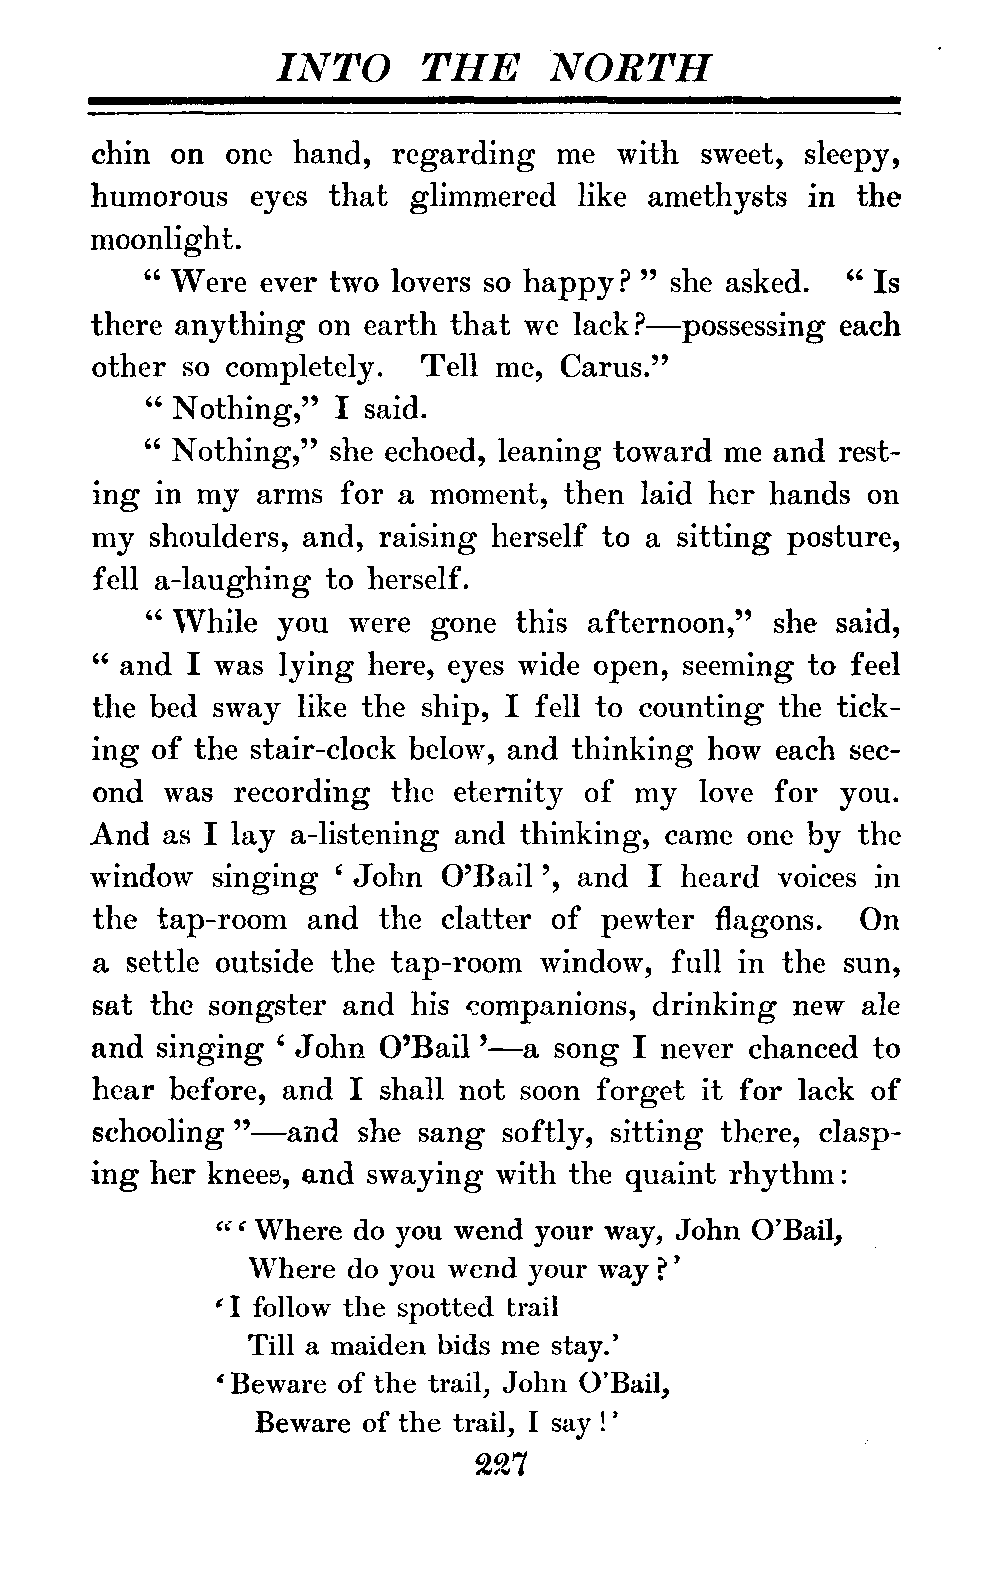 INTO THE NORTH
chin on one hand, regarding me with sweet, sleepy,
humorous eyes that glimmered like amethysts in the
moonlight.
“ Were ever two lovers so happy? ” she asked. “ Is
there anything on earth that we lack?—possessing each
other so completely. Tell me, Carus.”
“ Nothing,” I said.
“ Nothing,” she echoed, leaning toward me and rest-
ing in my arms for a moment, then laid her hands on
my shoulders, and, raising herself to a sitting posture,
fell a-laughing to herself.
“ While you were gone this afternoon,” she said,
“ and I was lying here, eyes wide open, seeming to feel
the bed sway like the ship, I fell to counting the tick-
ing of the stair-clock below, and thinking how each sec-
ond was recording the eternity of my love for you.
And as I lay a-listening and thinking, came one by the
window singing ‘ John O’Bail ’, and I heard voices in
the tap-room and the clatter of pewter flagons. On
a settle outside the tap-room window, full in the sun,
sat the songster and his companions, drinking new ale
and singing ‘ John O’Bail ’—a song I never chanced to
hear before, and I shall not soon forget it for lack of
schooling ”—and she sang softly, sitting there, clasp-
ing her knees, and swaying with the quaint rhythm:
“ ‘ Where do you wend your way, John O’Bail,
Where do you wend your way ? ’
‘ I follow the spotted trail
Till a maiden bids me stay.’
‘ Beware of the trail, John O’Bail,
Beware of the trail, I say ! ’
227